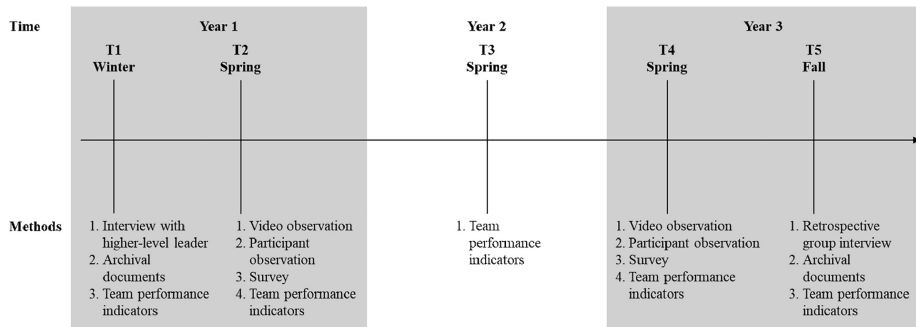 Time
Year 1
Year 2
Year 3
T1
Winter
T2
Spring
T3
Spring
T4
Spring
T5
Fall
Methods
1. Interview with
higher-level leader
2. Archival
documents
3. Team performance
indicators
1. Video observation
2. Participant
observation
3. Survey
4. Team performance
indicators
1. Team
performance
indicators
1. Video observation
2. Participant observation
3. Survey
4. Team performance
indicators
1. Retrospective
group interview
2. Archival
documents
3. Team performance
indicators